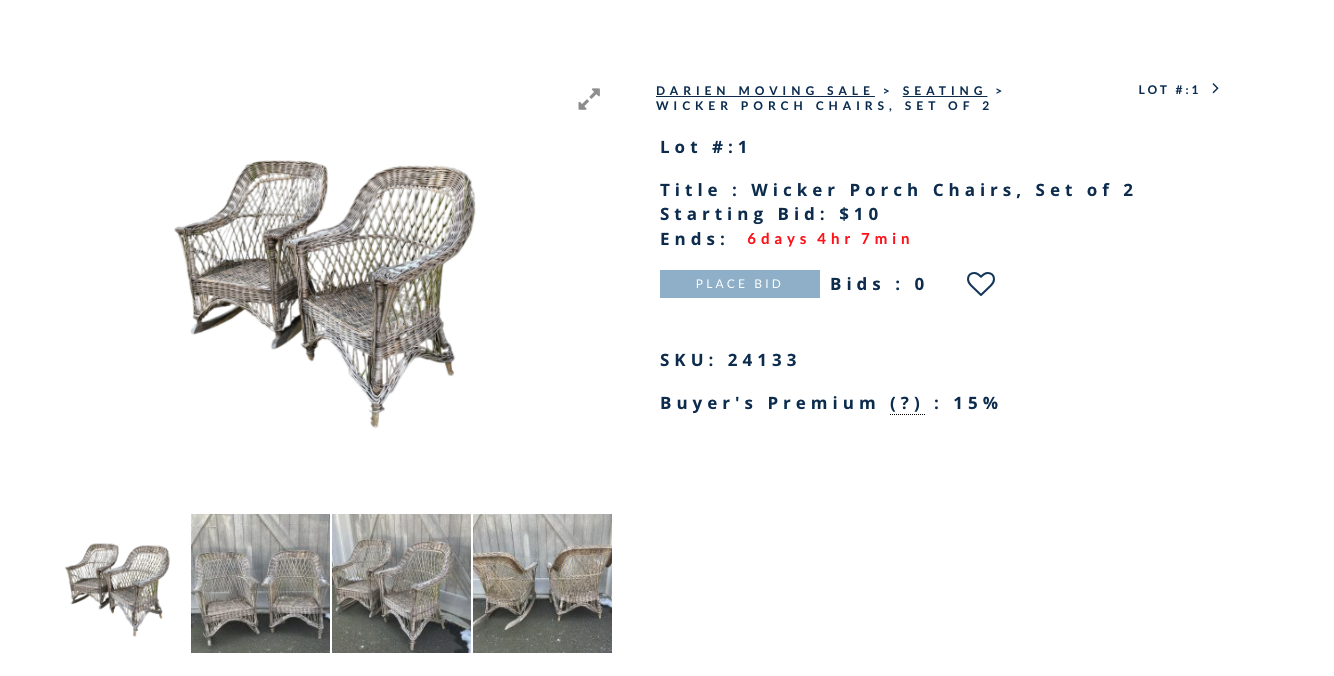 DARIEN MOVING SALE > SEATING >
WICKER PORCH CHAIRS, SET OF 2
LOT #:1 >
Lot #:1
Title : Wicker Porch Chairs, Set of 2
Starting Bid: $10
Ends: 6days 4hr 7min
PLACE BID Bids : 0
SKU: 24133
Buyer's Premium (?) : 15%